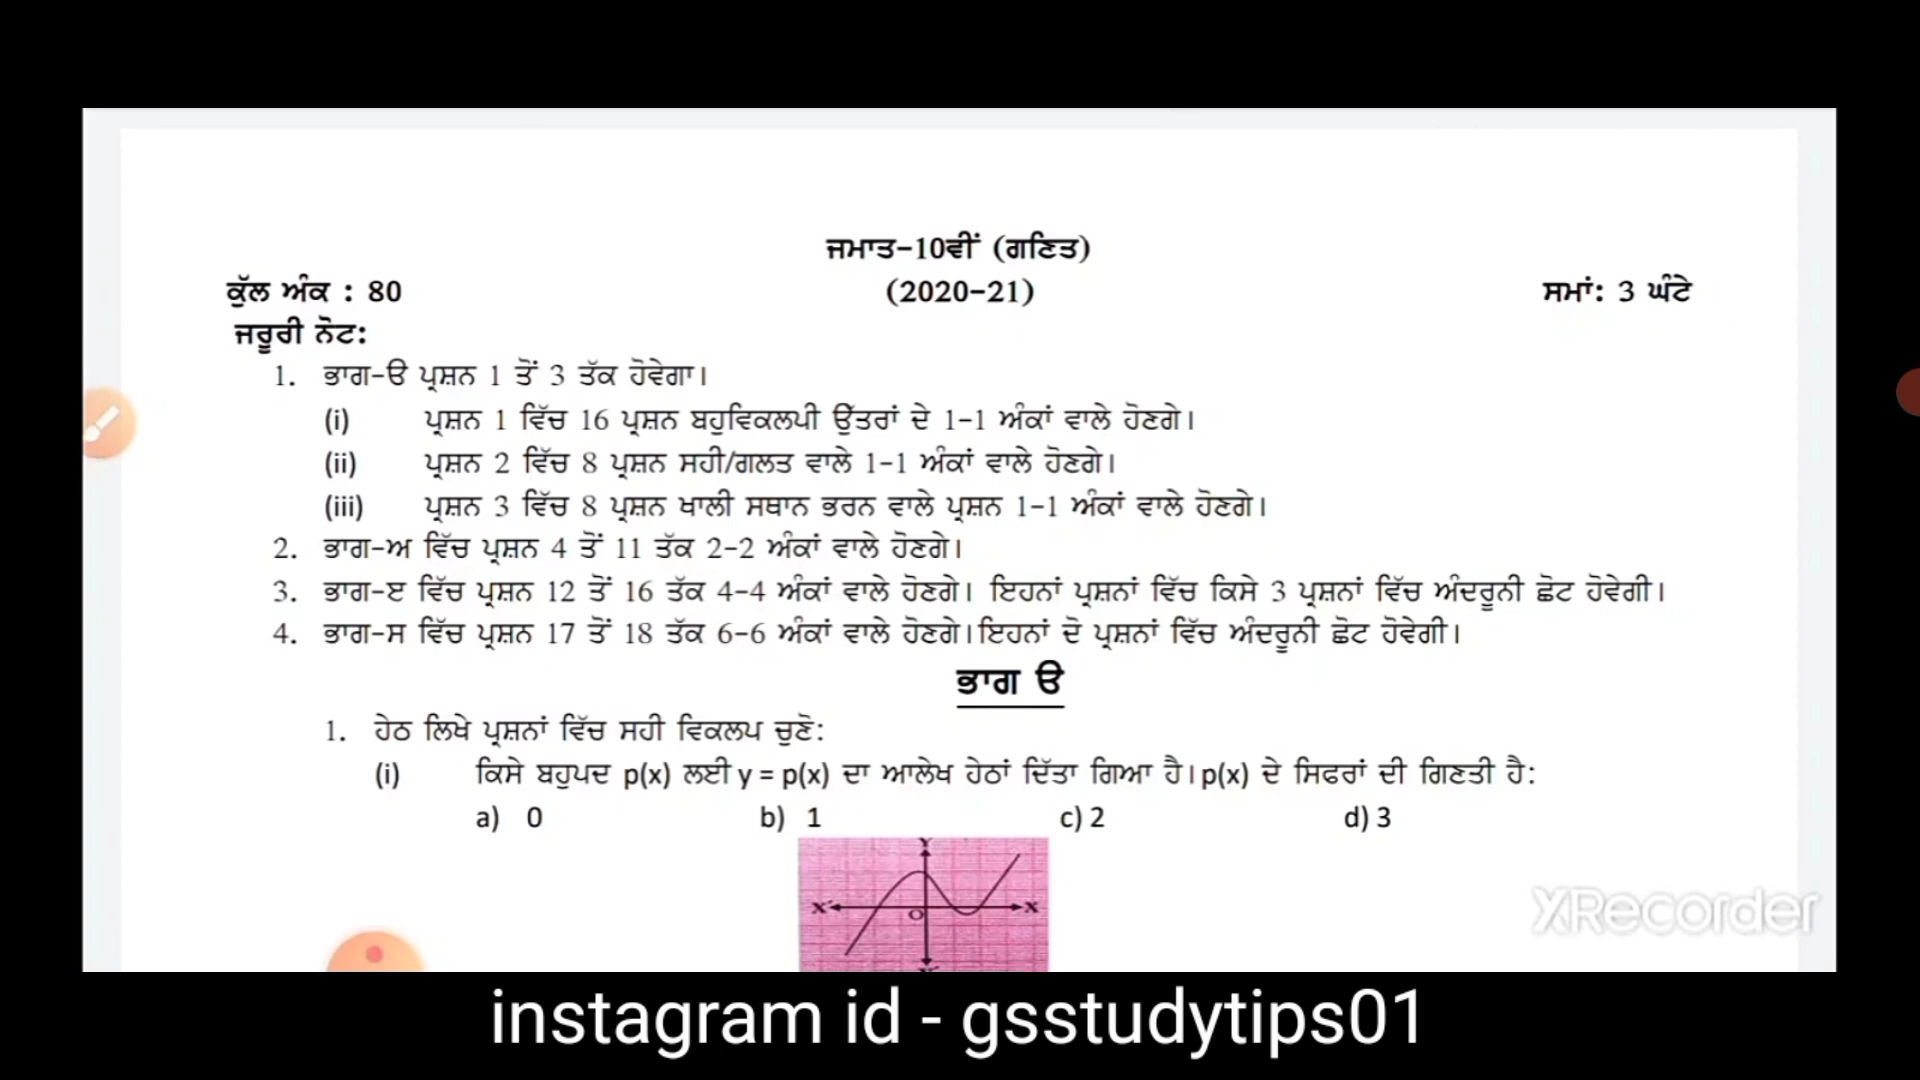 ਜਮਾਤ-10ਵੀਂ (ਗਣਿਤ)
ਕੁੱਲ ਅੰਕ : 80 (2020-21) ਸਮਾਂ: 3 ਘੰਟੇ
ਜਰੂਰੀ ਨੋਟ:
1. ਭਾਗ-ੳ ਪ੍ਰਸ਼ਨ 1 ਤੋਂ 3 ਤੱਕ ਹੋਵੇਗਾ।
(i) ਪ੍ਰਸ਼ਨ 1 ਵਿੱਚ 16 ਪ੍ਰਸ਼ਨ ਬਹੁਵਿਕਲਪੀ ਉੱਤਰਾਂ ਦੇ 1-1 ਅੰਕਾਂ ਵਾਲੇ ਹੋਣਗੇ।
(ii) ਪ੍ਰਸ਼ਨ 2 ਵਿੱਚ 8 ਪ੍ਰਸ਼ਨ ਸਹੀ/ਗਲਤ ਵਾਲੇ 1-1 ਅੰਕਾਂ ਵਾਲੇ ਹੋਣਗੇ।
(iii) ਪ੍ਰਸ਼ਨ 3 ਵਿੱਚ 8 ਪ੍ਰਸ਼ਨ ਖਾਲੀ ਸਥਾਨ ਭਰਨ ਵਾਲੇ ਪ੍ਰਸ਼ਨ 1-1 ਅੰਕਾਂ ਵਾਲੇ ਹੋਣਗੇ।
2. ਭਾਗ-ਅ ਵਿੱਚ ਪ੍ਰਸ਼ਨ 4 ਤੋਂ 11 ਤੱਕ 2-2 ਅੰਕਾਂ ਵਾਲੇ ਹੋਣਗੇ।
3. ਭਾਗ-ੲ ਵਿੱਚ ਪ੍ਰਸ਼ਨ 12 ਤੋਂ 16 ਤੱਕ 4-4 ਅੰਕਾਂ ਵਾਲੇ ਹੋਣਗੇ। ਇਹਨਾਂ ਪ੍ਰਸ਼ਨਾਂ ਵਿੱਚ ਕਿਸੇ 3 ਪ੍ਰਸ਼ਨਾਂ ਵਿੱਚ ਅੰਦਰੂਨੀ ਛੋਟ ਹੋਵੇਗੀ।
4. ਭਾਗ-ਸ ਵਿੱਚ ਪ੍ਰਸ਼ਨ 17 ਤੋਂ 18 ਤੱਕ 6-6 ਅੰਕਾਂ ਵਾਲੇ ਹੋਣਗੇ।ਇਹਨਾਂ ਦੋ ਪ੍ਰਸ਼ਨਾਂ ਵਿੱਚ ਅੰਦਰੂਨੀ ਛੋਟ ਹੋਵੇਗੀ।
ਭਾਗ ੳ
1. ਹੇਠ ਲਿਖੇ ਪ੍ਰਸ਼ਨਾਂ ਵਿੱਚ ਸਹੀ ਵਿਕਲਪ ਚੁਣੋ:
(i) ਕਿਸੇ ਬਹੁਪਦ p(x) ਲਈ y = p(x) ਦਾ ਆਲੇਖ ਹੇਠਾਂ ਦਿੱਤਾ ਗਿਆ ਹੈ।p(x) ਦੇ ਸਿਫਰਾਂ ਦੀ ਗਿਣਤੀ ਹੈ:
a) 0 b) 1 c) 2 d) 3
Y
X' O X
XRecorder
instagram id - gsstudytips01